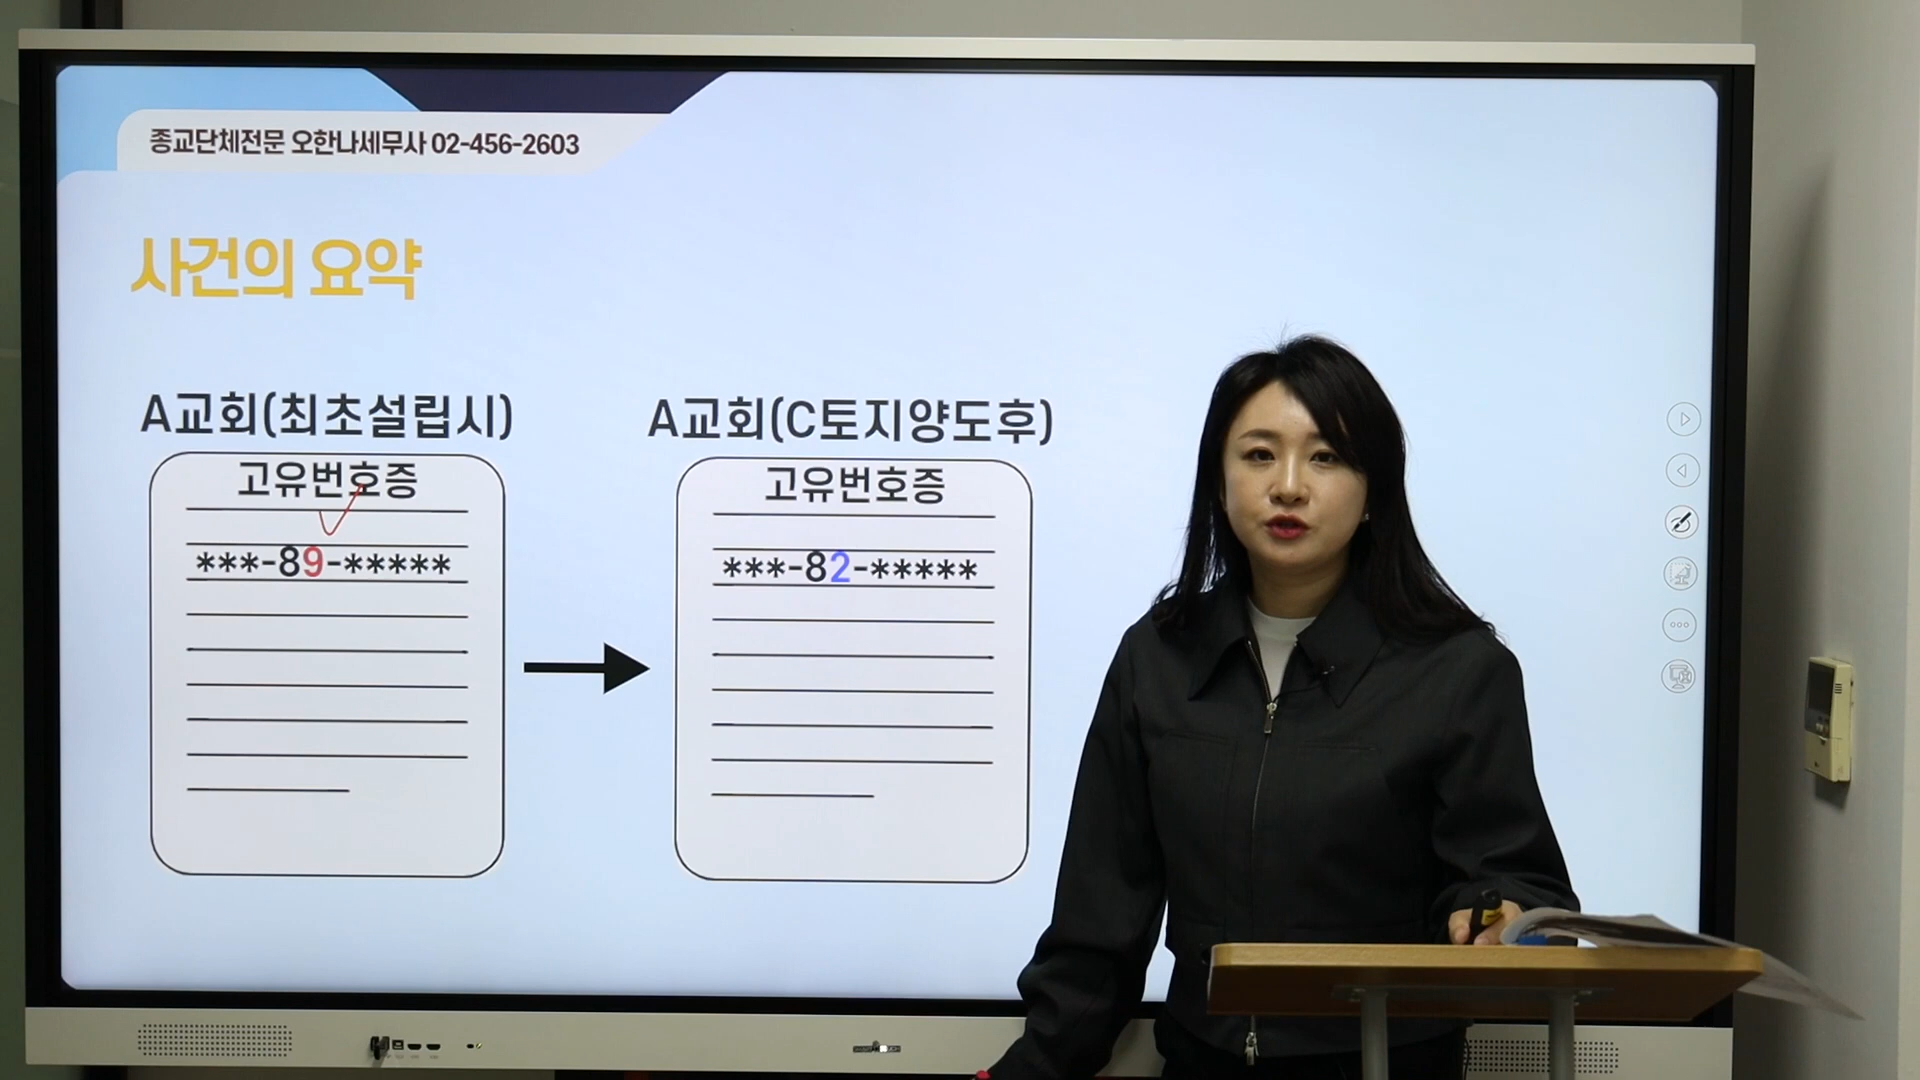 종교단체전문 오한나세무사 02-456-2603
사건의 요약
A교회(최초설립시)
고유번호증
***-89-*****
A교회(C토지양도후)
고유번호증
***-82-*****